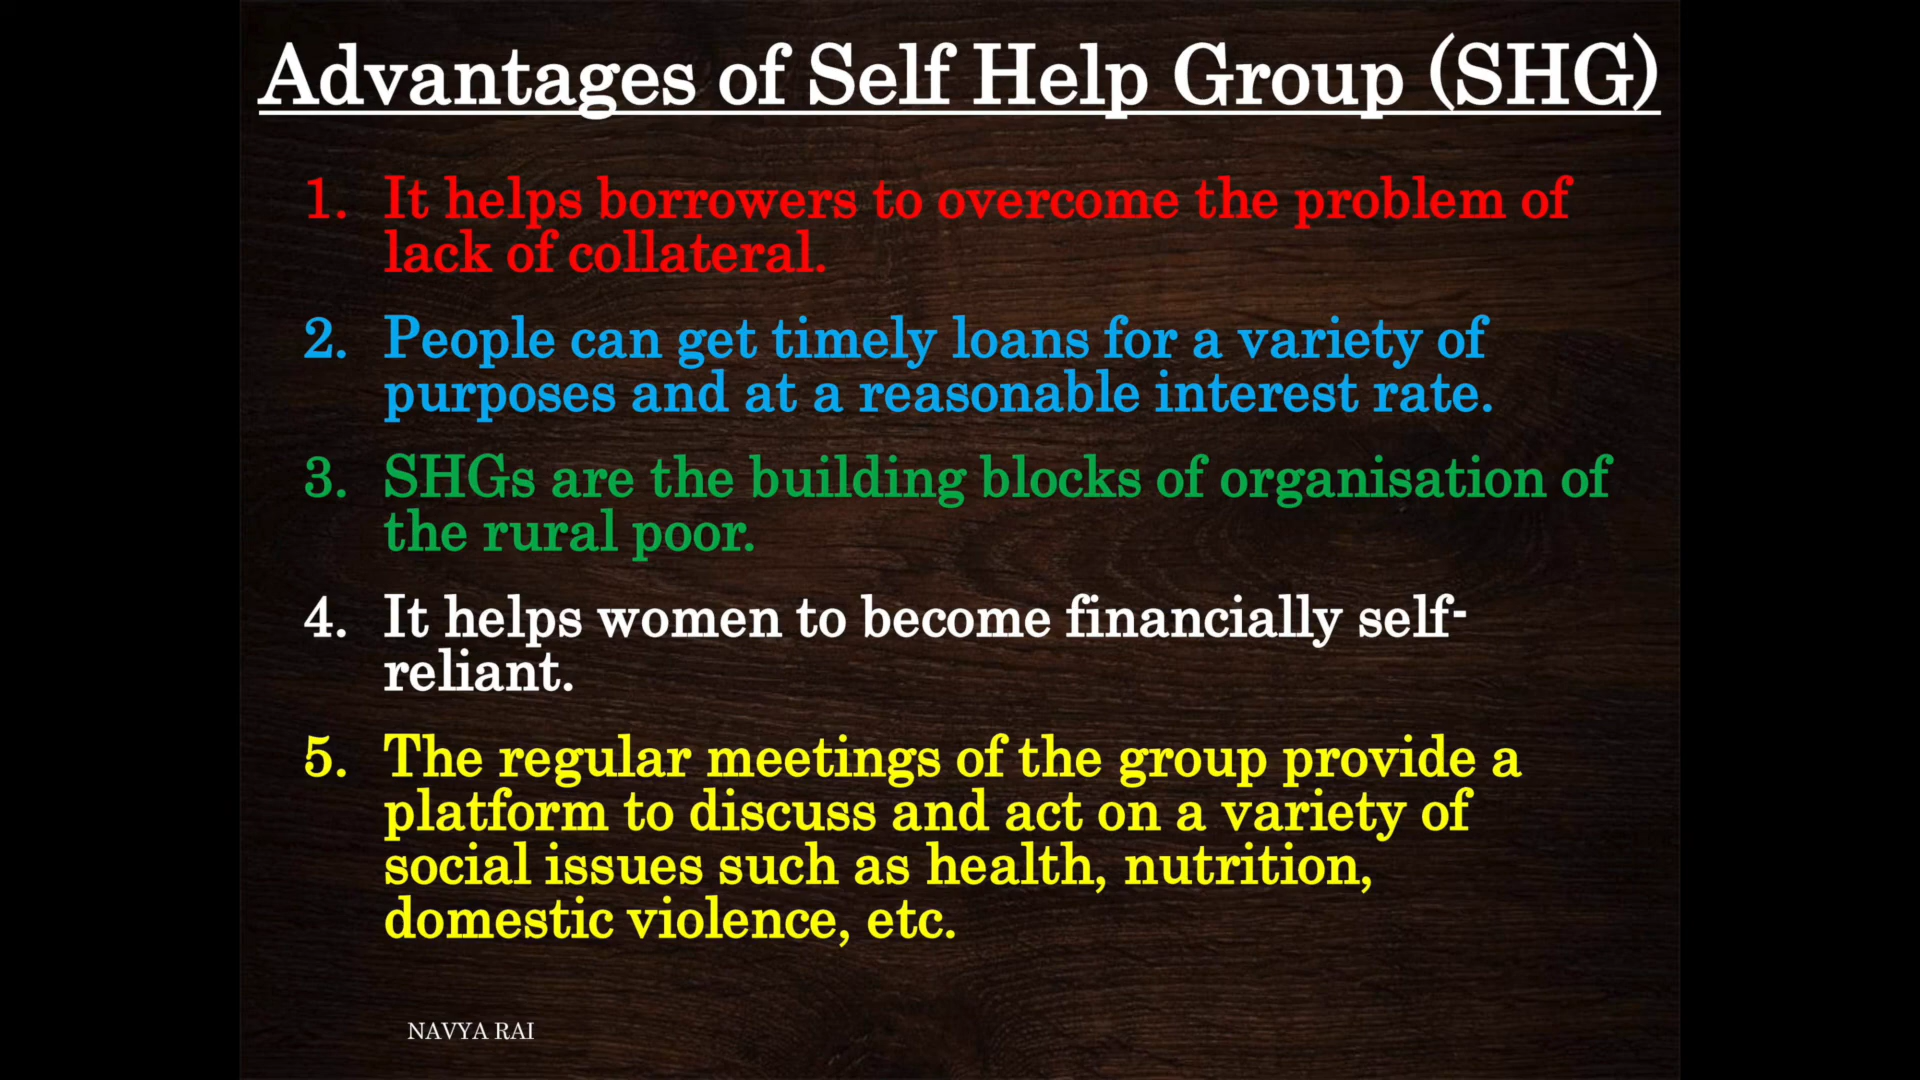 Advantages of Self Help Group (SHG)
1. It helps borrowers to overcome the problem of
lack of collateral.
2. People can get timely loans for a variety of
purposes and at a reasonable interest rate.
3. SHGs are the building blocks of organisation of
the rural poor.
4. It helps women to become financially self-
reliant.
5. The regular meetings of the group provide a
platform to discuss and act on a variety of
social issues such as health, nutrition,
domestic violence, etc.
NAVYA RAI